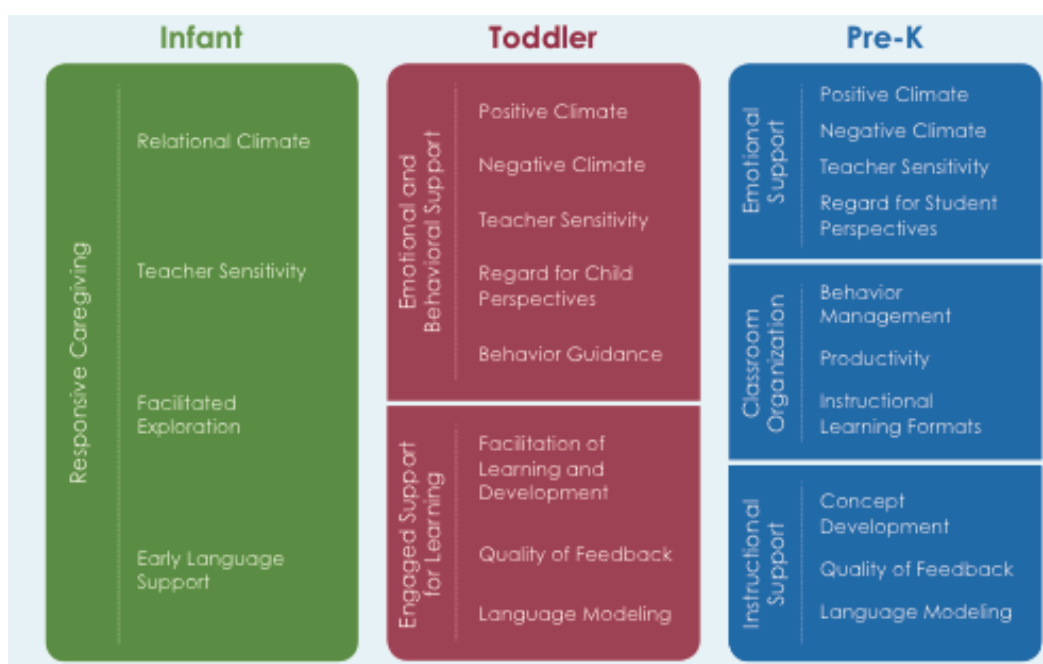 Infant
Responsive Caregiving
Relational Climate
Teacher Sensitivity
Facilitated
Exploration
Early Language
Support
Toddler
Emotional and
Behavioral Support
Positive Climate
Negative Climate
Teacher Sensitivity
Regard for Child
Perspectives
Behavior Guidance
Engaged Support
for Learning
Facilitation of
Learning and
Development
Quality of Feedback
Language Modeling
Pre-K
Emotional
Support
Positive Climate
Negative Climate
Teacher Sensitivity
Regard for Student
Perspectives
Classroom
Organization
Behavior
Management
Productivity
Instructional
Learning Formats
Instructional
Support
Concept
Development
Quality of Feedback
Language Modeling